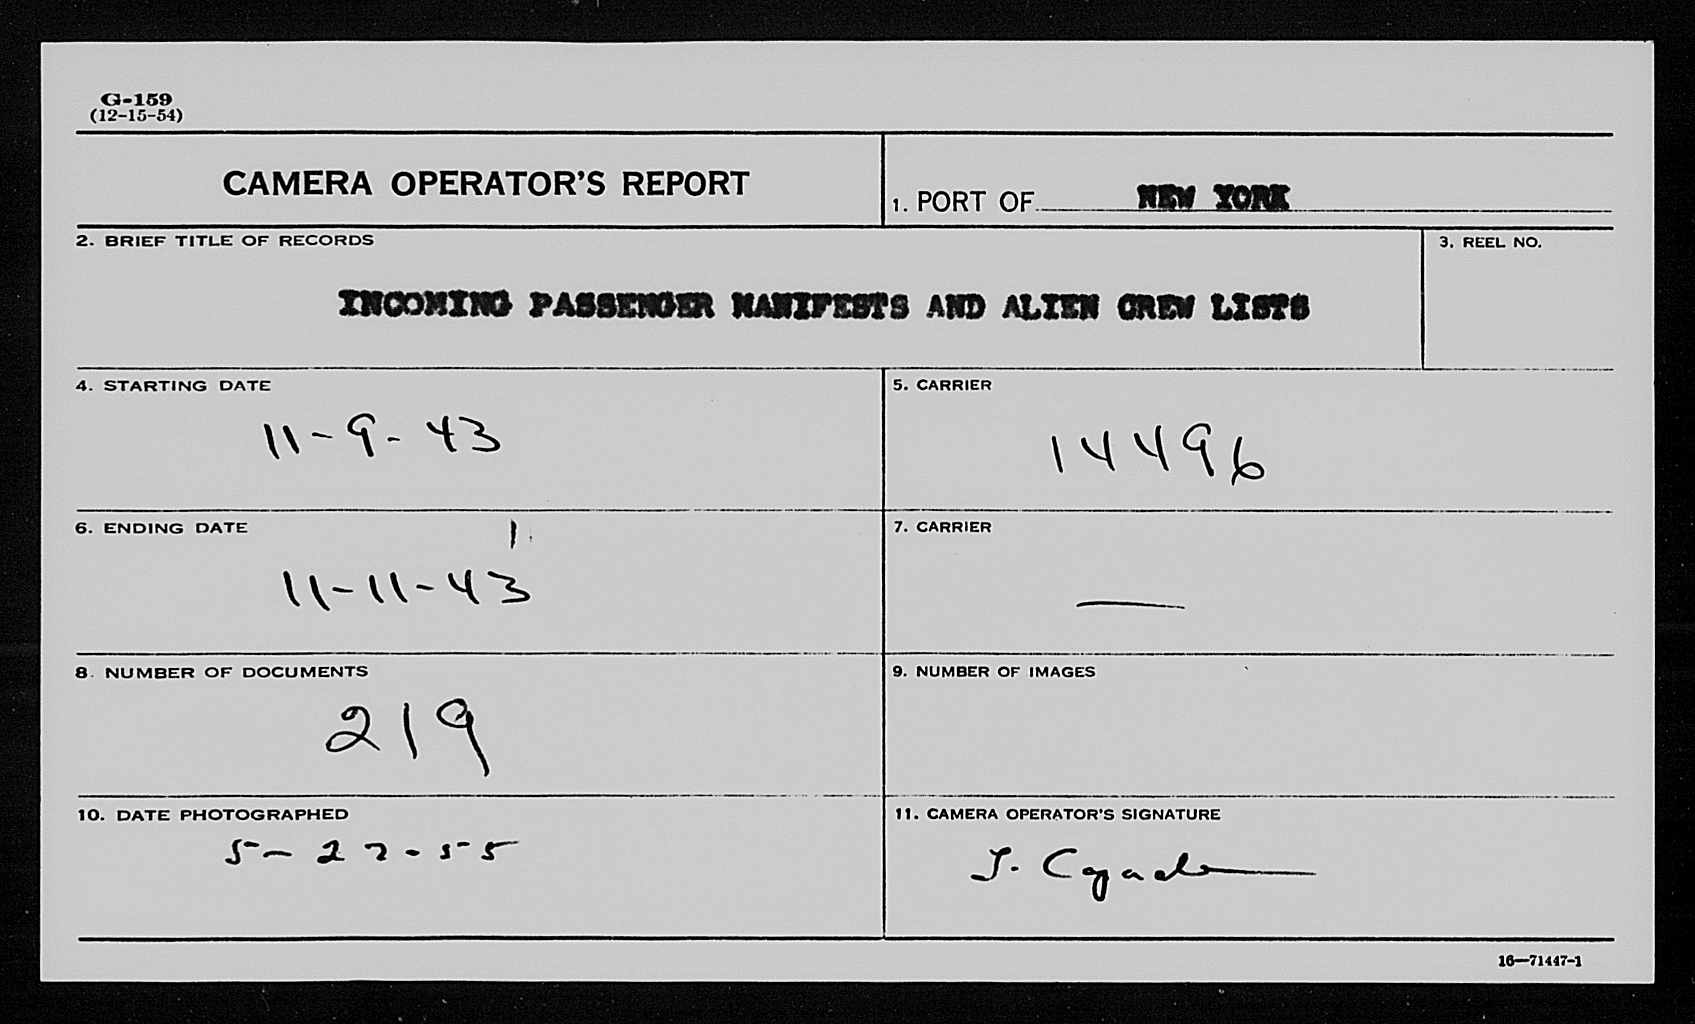 G-159
(12-15-54)
CAMERA OPERATOR'S REPORT
1. PORT OF NEW YORK
2. BRIEF TITLE OF RECORDS
3. REEL NO.
INCOMING PASSENGER MANIFESTS AND ALIEN CREW LISTS
4. STARTING DATE
5. CARRIER
11-9-43
14496
6. ENDING DATE
7. CARRIER
11-11-43
—
8. NUMBER OF DOCUMENTS
9. NUMBER OF IMAGES
219
10. DATE PHOTOGRAPHED
11. CAMERA OPERATOR'S SIGNATURE
5-27-55
16—71447-1